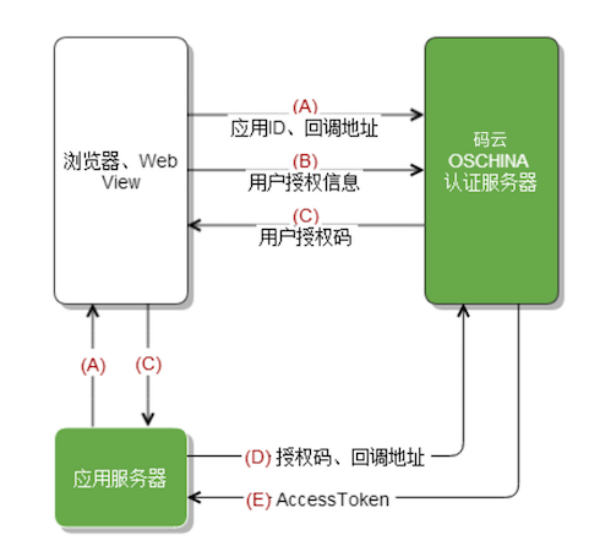 (A)
应用ID、回调地址
(B)
用户授权信息
(C)
用户授权码
浏览器、Web
View
码云
OSCHINA
认证服务器
(A)
(C)
应用服务器
(D) 授权码、回调地址
(E) AccessToken